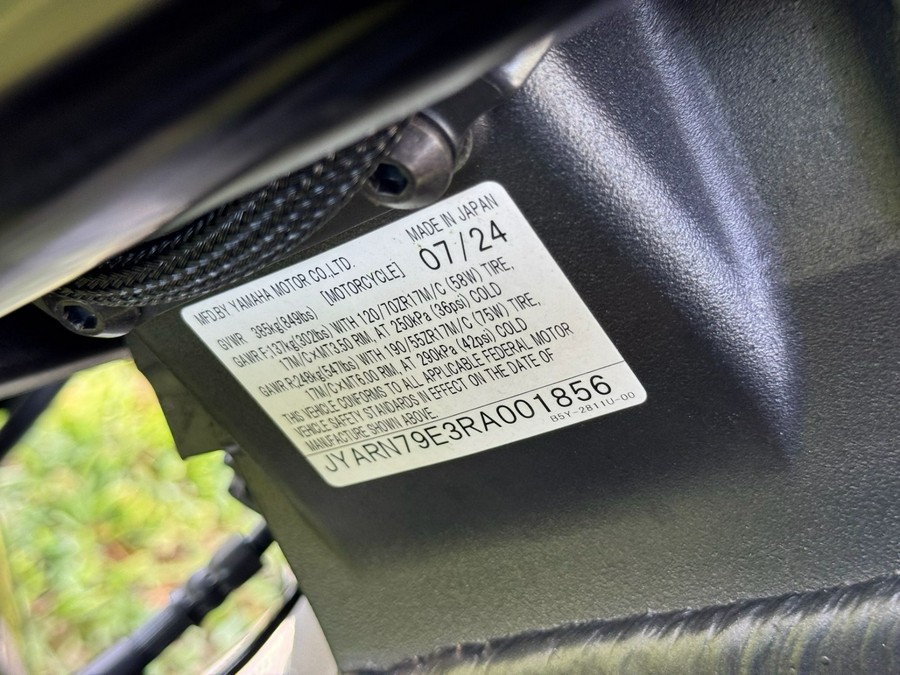 MFD.BY YAMAHA MOTOR CO.,LTD. MADE IN JAPAN
GVWR 385kg(849lbs) [MOTORCYCLE] 07/24
GAWR F:137kg(302lbs) WITH 120/70ZR17M/C (58W) TIRE,
17M/C×MT3.50 RIM, AT 250kPa (36psi) COLD
GAWR R:248kg(547lbs) WITH 190/55ZR17M/C (75W) TIRE,
17M/C×MT6.00 RIM, AT 290kPa (42psi) COLD
THIS VEHICLE CONFORMS TO ALL APPLICABLE FEDERAL MOTOR
VEHICLE SAFETY STANDARDS IN EFFECT ON THE DATE OF
MANUFACTURE SHOWN ABOVE.
JYARN79E3RA001856
B5Y-2811U-00